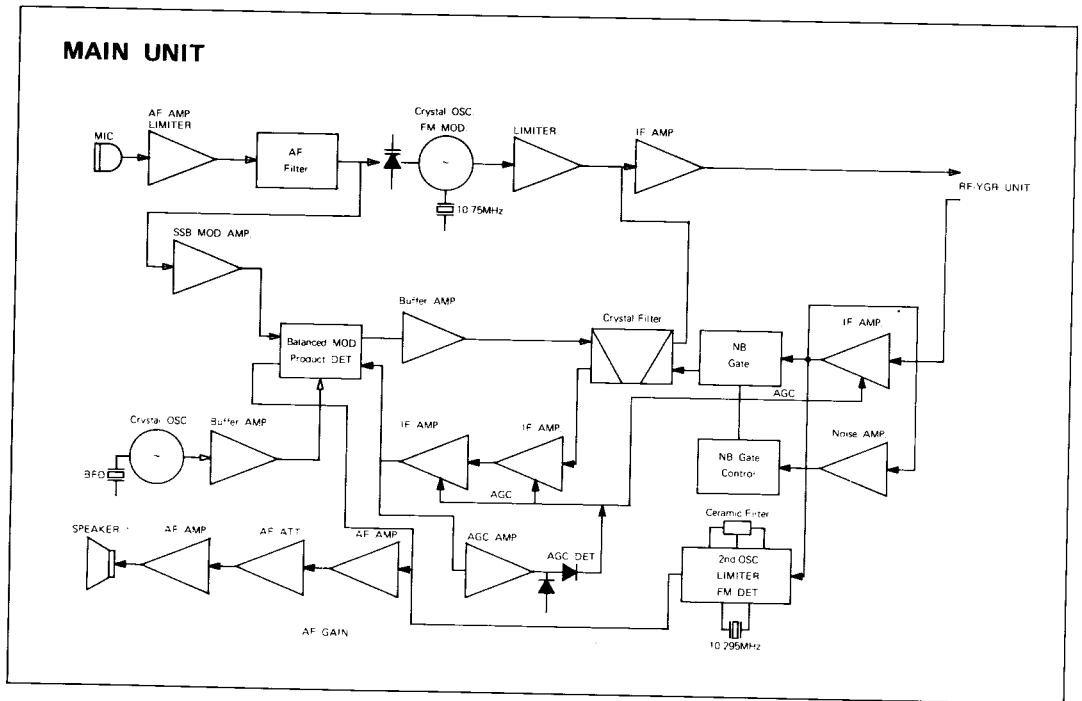 MAIN UNIT
AF AMP
LIMITER
MIC
AF
Filter
Crystal OSC.
FM MOD.
10.75MHz
LIMITER
IF AMP
RF-YGR UNIT
SSB MOD AMP.
Balanced MOD
Product DET
Buffer AMP
Crystal Filter
NB
Gate
IF AMP.
AGC
Crystal OSC
BFO
Buffer AMP
IF AMP
IF AMP.
AGC
NB Gate
Control
Noise AMP.
SPEAKER
AF AMP
AF ATT
AF AMP
AF GAIN
AGC AMP
AGC DET
Ceramic Filter
2nd OSC
LIMITER
FM DET
10.295MHz